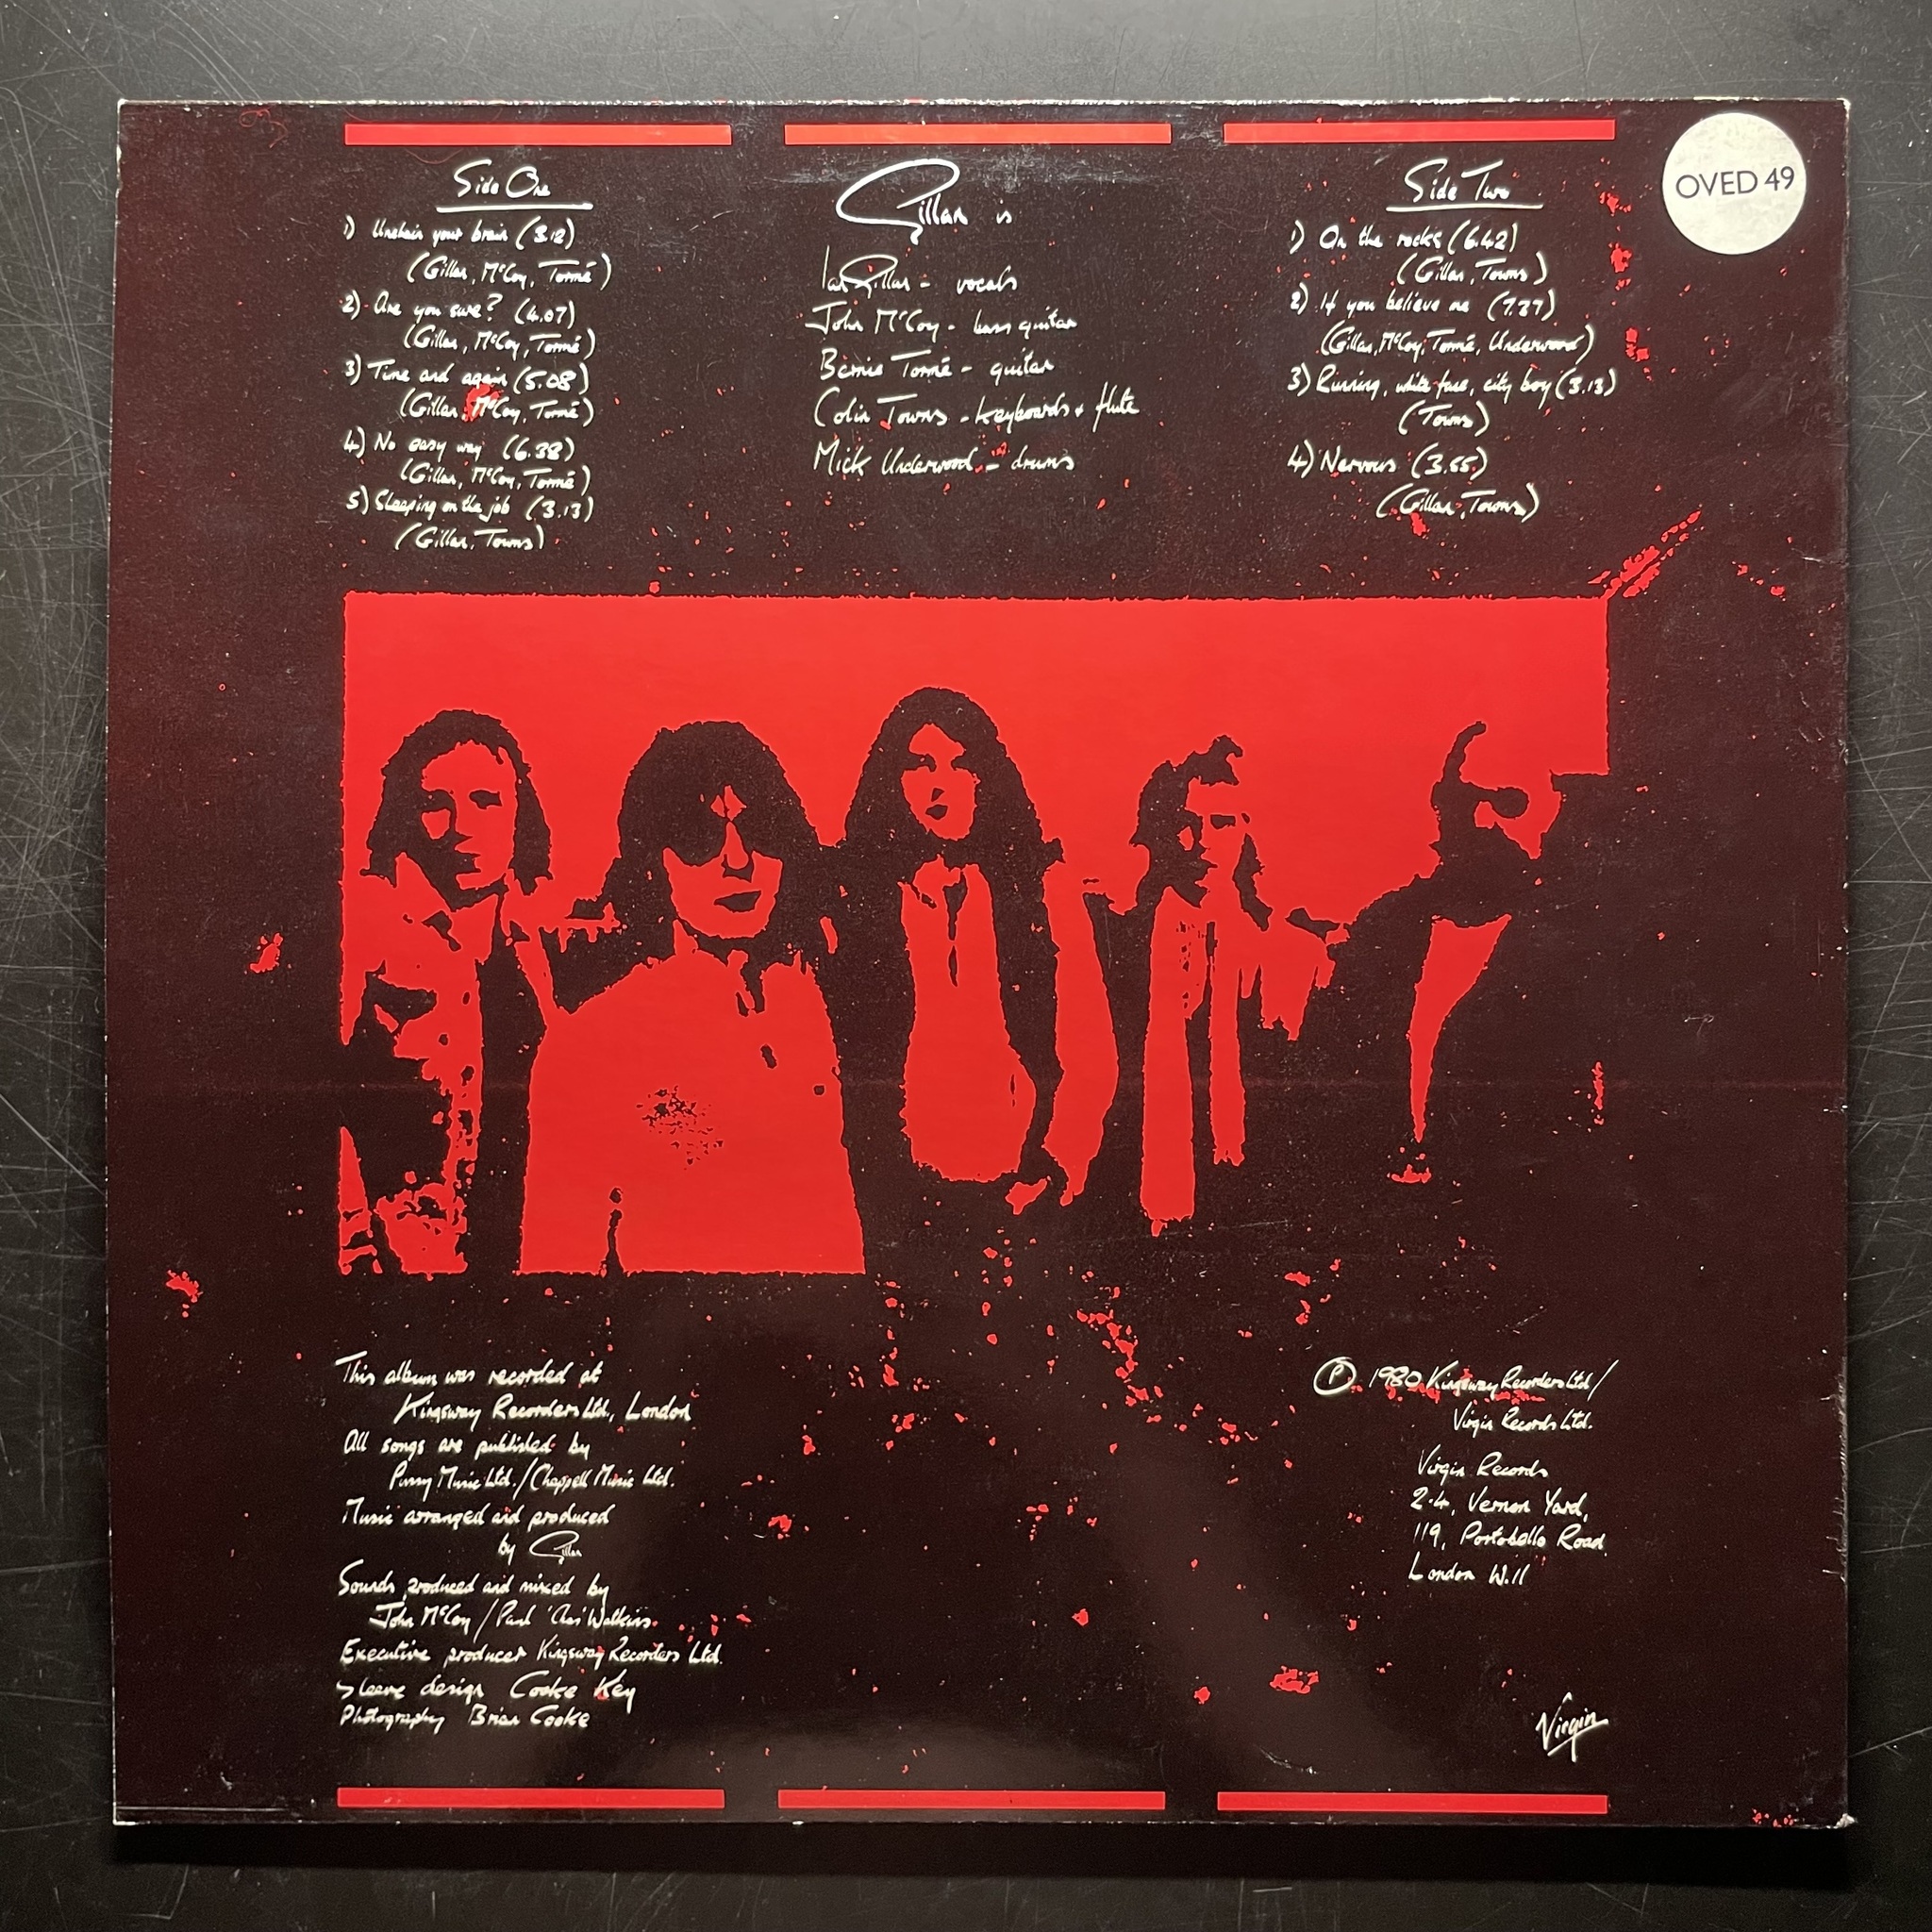 Side One
1) Unchain your brain (3.12)
(Gillan, McCoy, Tormé)
2) Are you sure? (4.07)
(Gillan, McCoy, Tormé)
3) Time and again (5.08)
(Gillan, McCoy, Tormé)
4) No easy way (6.38)
(Gillan, McCoy, Tormé)
5) Sleeping on the job (3.13)
(Gillan, Towns)
Gillan is
Ian Gillan - vocals
John McCoy - bass guitar
Bernie Tormé - guitar
Colin Towns - keyboards + flute
Mick Underwood - drums
Side Two
1) On the rocks (6.42)
(Gillan, Towns)
2) If you believe me (7.27)
(Gillan, McCoy, Tormé, Underwood)
3) Running, white face, city boy (3.13)
(Towns)
4) Nervous (3.55)
(Gillan, Towns)
OVED 49
This album was recorded at
Kingsway Recorders Ltd., London
All songs are published by
Pussy Music Ltd./Chappell Music Ltd.
Music arranged and produced
by Gillan
Sounds produced and mixed by
John McCoy / Paul 'Chas' Watkins.
Executive producer Kingsway Recorders Ltd.
Sleeve design Cooke Key
Photography Brian Cooke
Ⓟ 1980 Kingsway Recorders Ltd/
Virgin Records Ltd.
Virgin Records
2-4, Vernon Yard,
119, Portobello Road
London W.11
Virgin